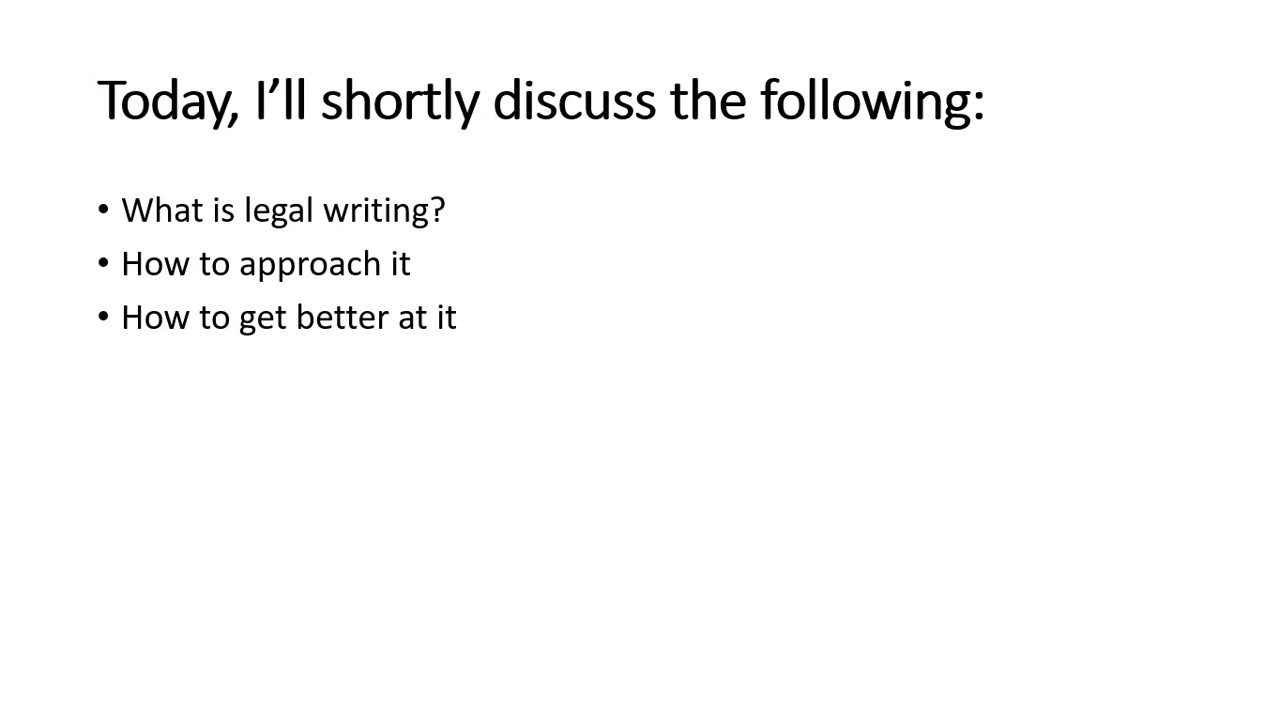 Today, I’ll shortly discuss the following:
• What is legal writing?
• How to approach it
• How to get better at it